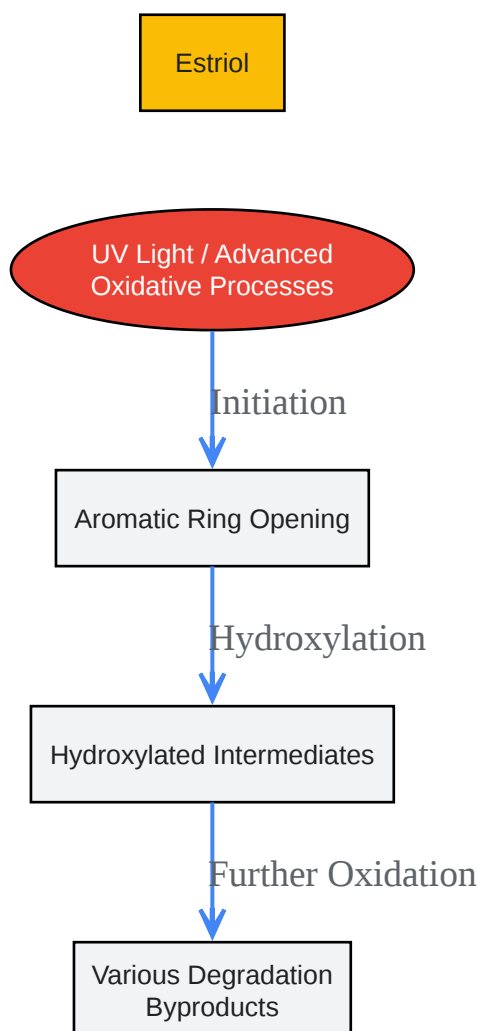 Estriol
UV Light / Advanced
Oxidative Processes
Initiation
Aromatic Ring Opening
Hydroxylation
Hydroxylated Intermediates
Further Oxidation
Various Degradation
Byproducts